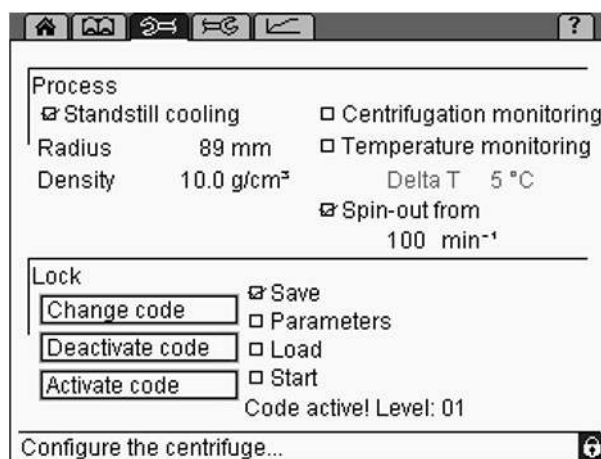 ?
Process
Standstill cooling
Centrifugation monitoring
Radius 89 mm
Temperature monitoring
Density 10.0 g/cm³
Delta T 5 °C
Spin-out from
100 min⁻¹
Lock
Change code
Save
Parameters
Deactivate code
Load
Activate code
Start
Code active! Level: 01
Configure the centrifuge...